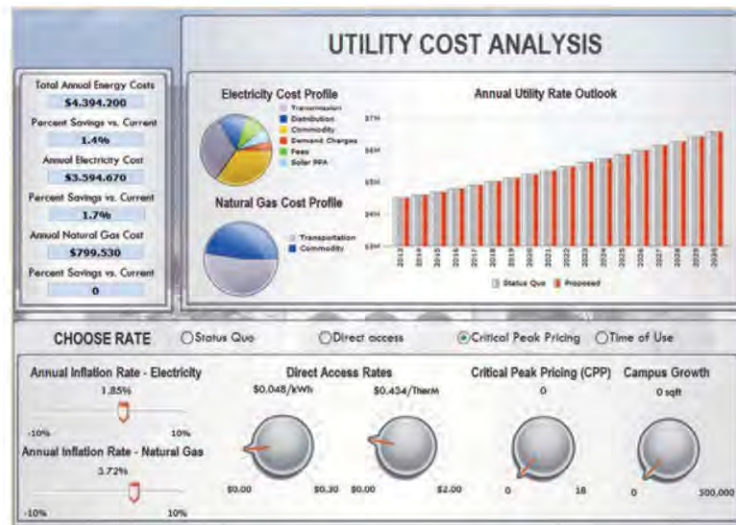 UTILITY COST ANALYSIS
Total Annual Energy Costs
$4.394.200
Percent Savings vs. Current
1.4%
Annual Electricity Cost
$3.594.670
Percent Savings vs. Current
1.7%
Annual Natural Gas Cost
$799.530
Percent Savings vs. Current
0
Electricity Cost Profile
Transmission
Distribution
Commodity
Demand Charges
Fees
Solar PPA
Natural Gas Cost Profile
Transportation
Commodity
Annual Utility Rate Outlook
$7M
$6M
$5M
$4M
$3M
2013 2014 2015 2016 2017 2018 2019 2020 2021 2022 2023 2024 2025 2026 2027 2028 2029 2030
Status Quo Proposed
CHOOSE RATE Status Quo Direct access Critical Peak Pricing Time of Use
Annual Inflation Rate - Electricity
1.85%
-10% 10%
Annual Inflation Rate - Natural Gas
3.72%
-10% 10%
Direct Access Rates
$0.048/kWh $0.434/TherM
$0.00 $0.30 $0.00 $2.00
Critical Peak Pricing (CPP)
0
0 18
Campus Growth
0 sqft
0 500,000